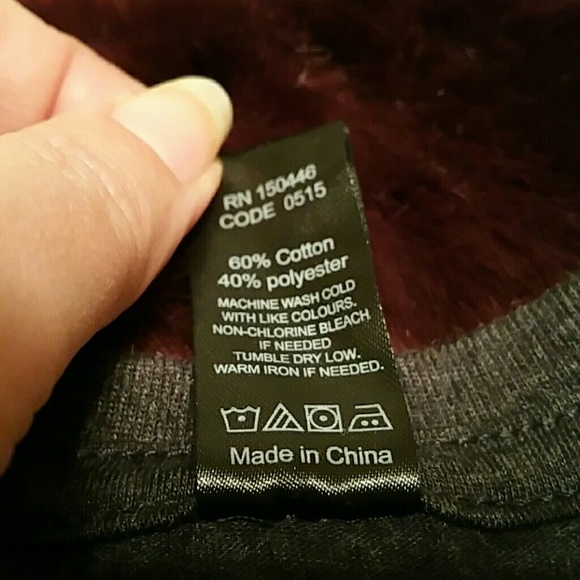 RN 150446
CODE 0515
60% Cotton
40% polyester
MACHINE WASH COLD
WITH LIKE COLOURS.
NON-CHLORINE BLEACH
IF NEEDED
TUMBLE DRY LOW.
WARM IRON IF NEEDED.
Made in China